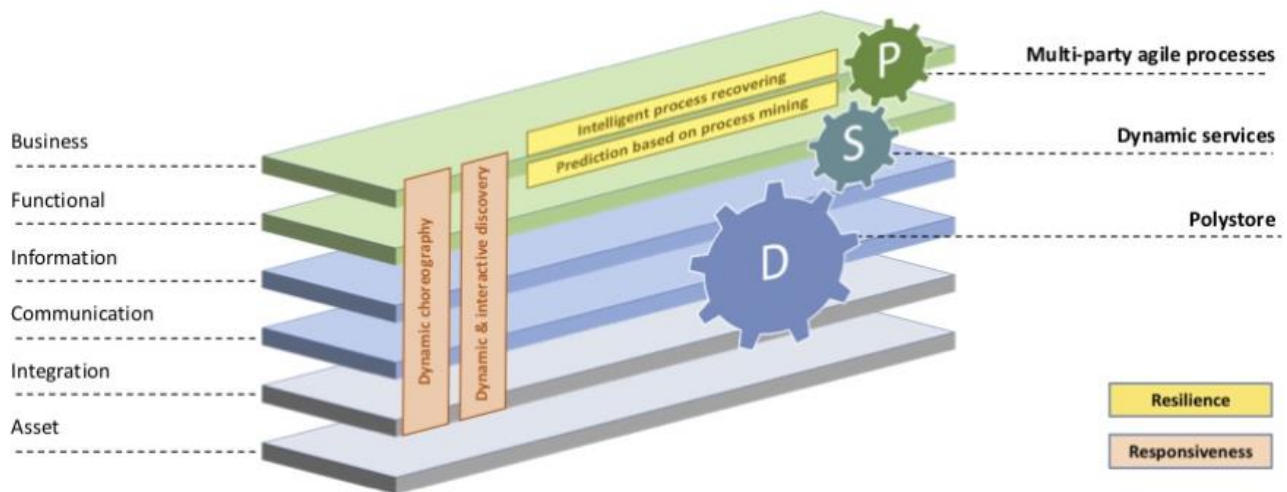 Multi-party agile processes
P
Intelligent process recovering
Prediction based on process mining
Business
Dynamic services
S
Functional
Polystore
D
Information
Communication
Integration
Asset
Dynamic choreography
Dynamic & interactive discovery
Resilience
Responsiveness